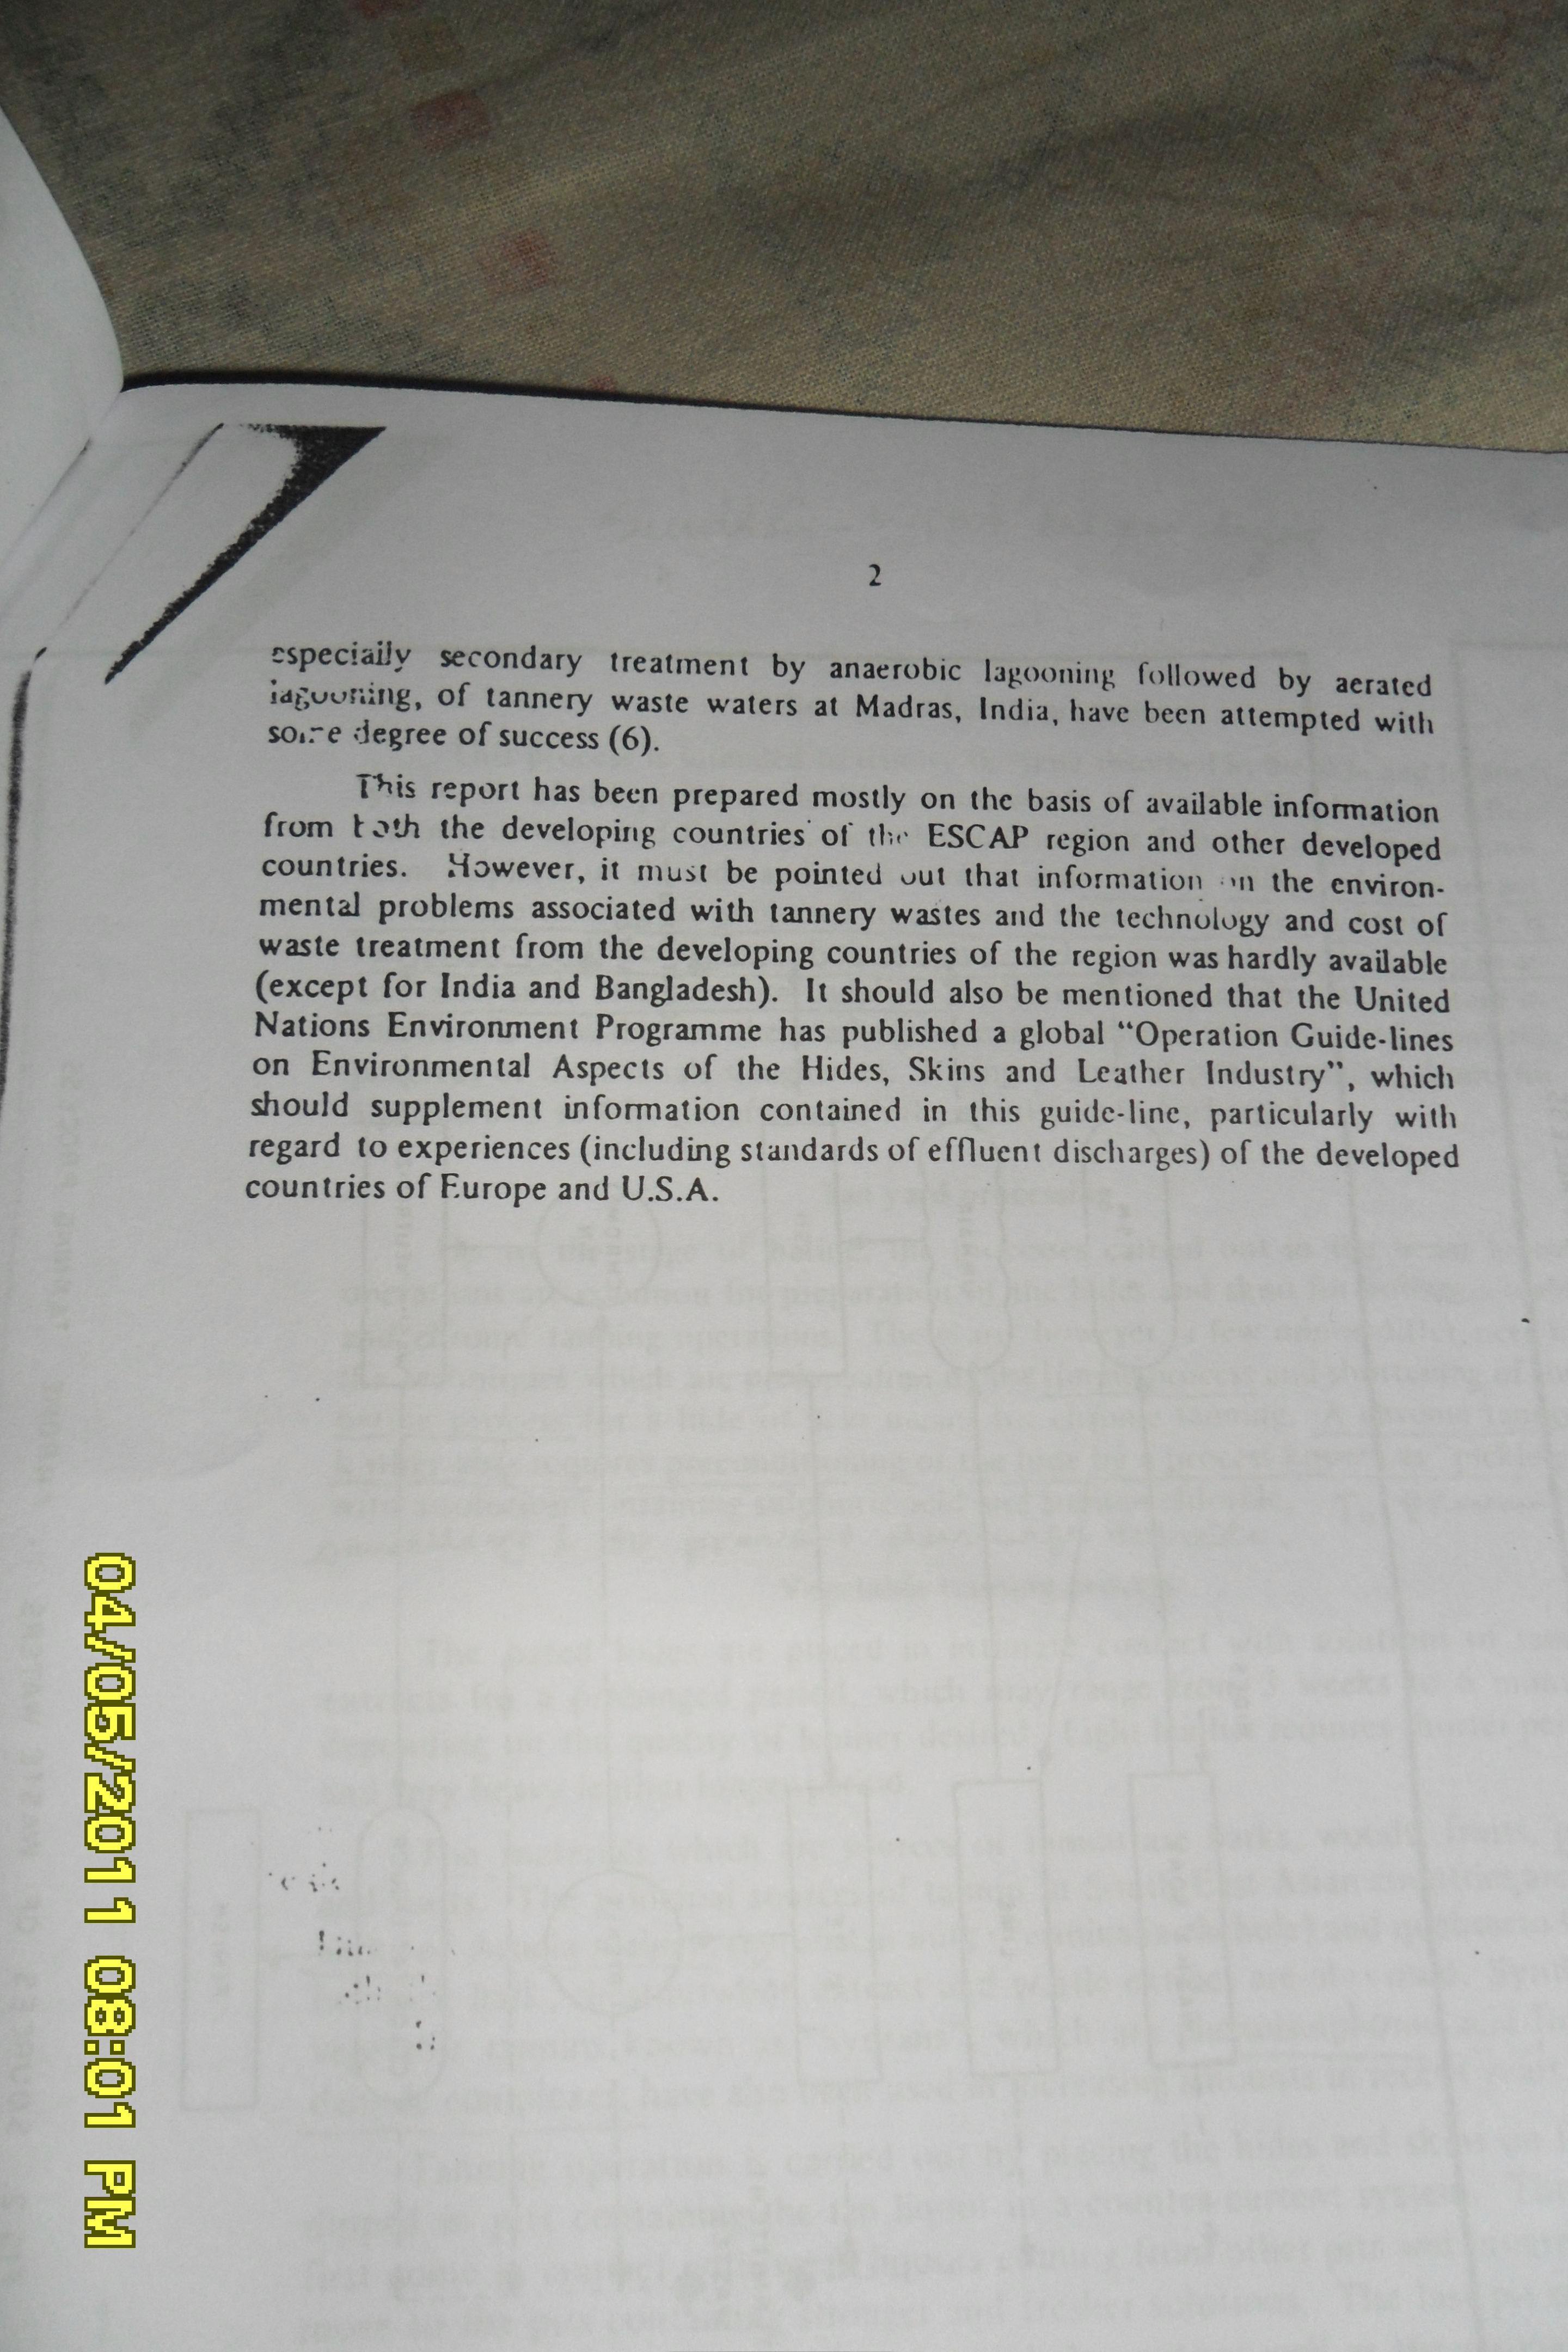 2
especially secondary treatment by anaerobic lagooning followed by aerated
lagooning, of tannery waste waters at Madras, India, have been attempted with
some degree of success (6).
This report has been prepared mostly on the basis of available information
from both the developing countries of the ESCAP region and other developed
countries. However, it must be pointed out that information on the environ-
mental problems associated with tannery wastes and the technology and cost of
waste treatment from the developing countries of the region was hardly available
(except for India and Bangladesh). It should also be mentioned that the United
Nations Environment Programme has published a global “Operation Guide-lines
on Environmental Aspects of the Hides, Skins and Leather Industry”, which
should supplement information contained in this guide-line, particularly with
regard to experiences (including standards of effluent discharges) of the developed
countries of Europe and U.S.A.
04/05/2011 08:01 PM